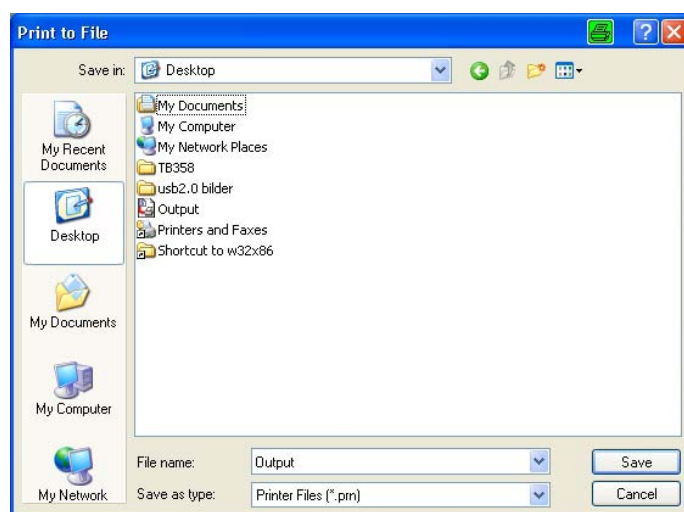 Print to File
Save in:
Desktop
My Recent
Documents
Desktop
My Documents
My Computer
My Network
My Documents
My Computer
My Network Places
TB358
usb2.0 bilder
Output
Printers and Faxes
Shortcut to w32x86
File name:
Output
Save
Save as type:
Printer Files (*.prn)
Cancel